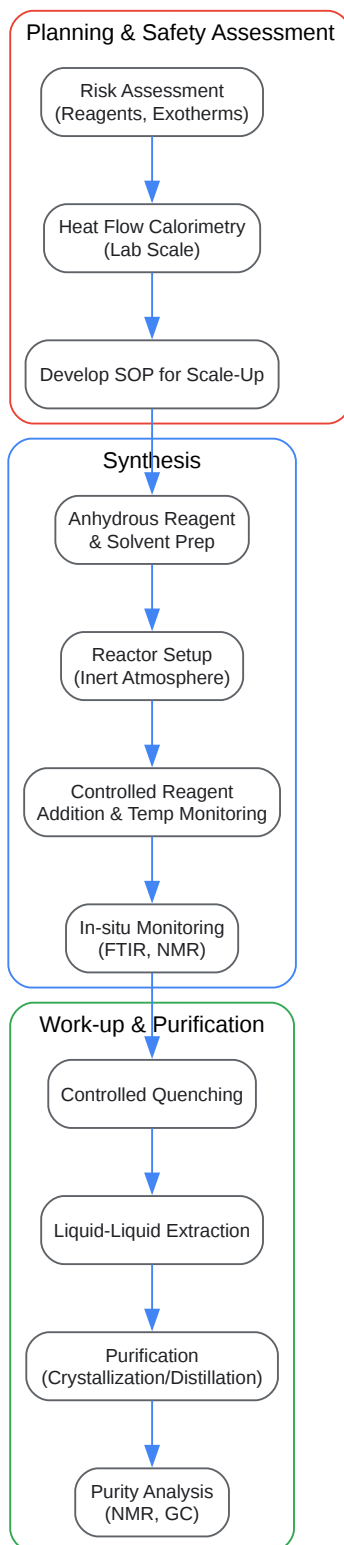 Planning & Safety Assessment
Risk Assessment
(Reagents, Exotherms)
Heat Flow Calorimetry
(Lab Scale)
Develop SOP for Scale-Up
Synthesis
Anhydrous Reagent
& Solvent Prep
Reactor Setup
(Inert Atmosphere)
Controlled Reagent
Addition & Temp Monitoring
In-situ Monitoring
(FTIR, NMR)
Work-up & Purification
Controlled Quenching
Liquid-Liquid Extraction
Purification
(Crystallization/Distillation)
Purity Analysis
(NMR, GC)